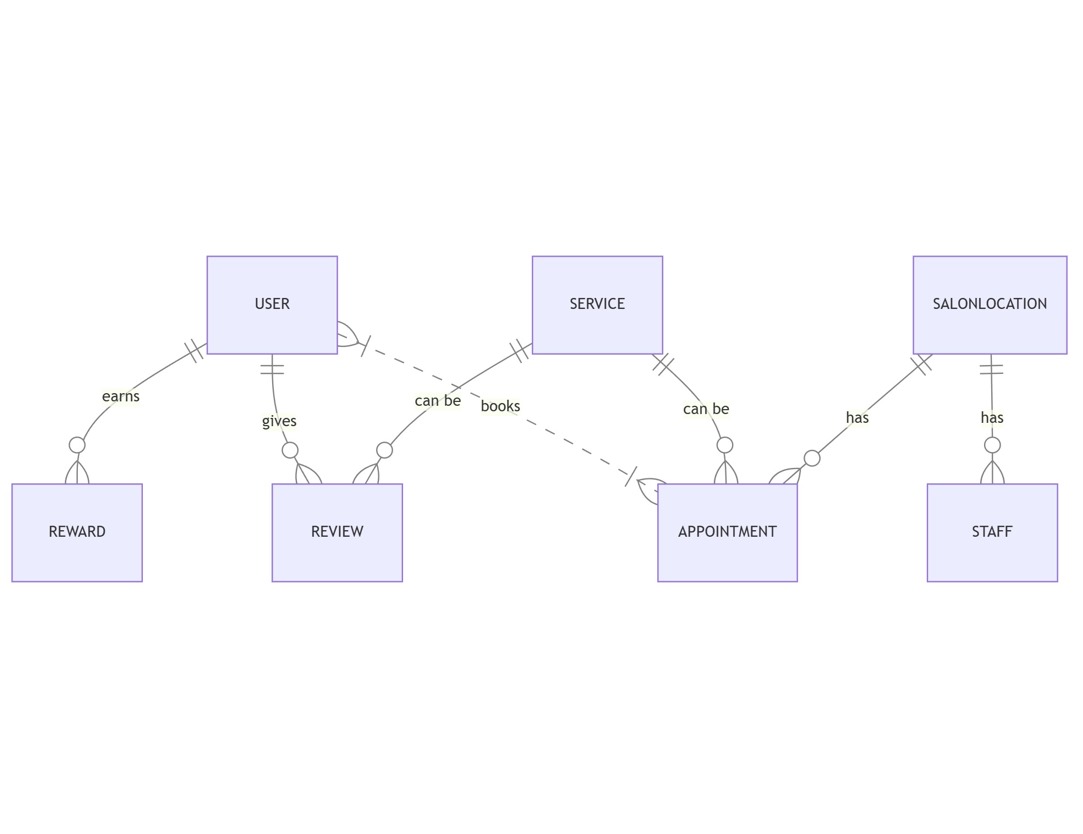 USER
SERVICE
SALONLOCATION
earns
gives
can be
books
can be
has
has
REWARD
REVIEW
APPOINTMENT
STAFF